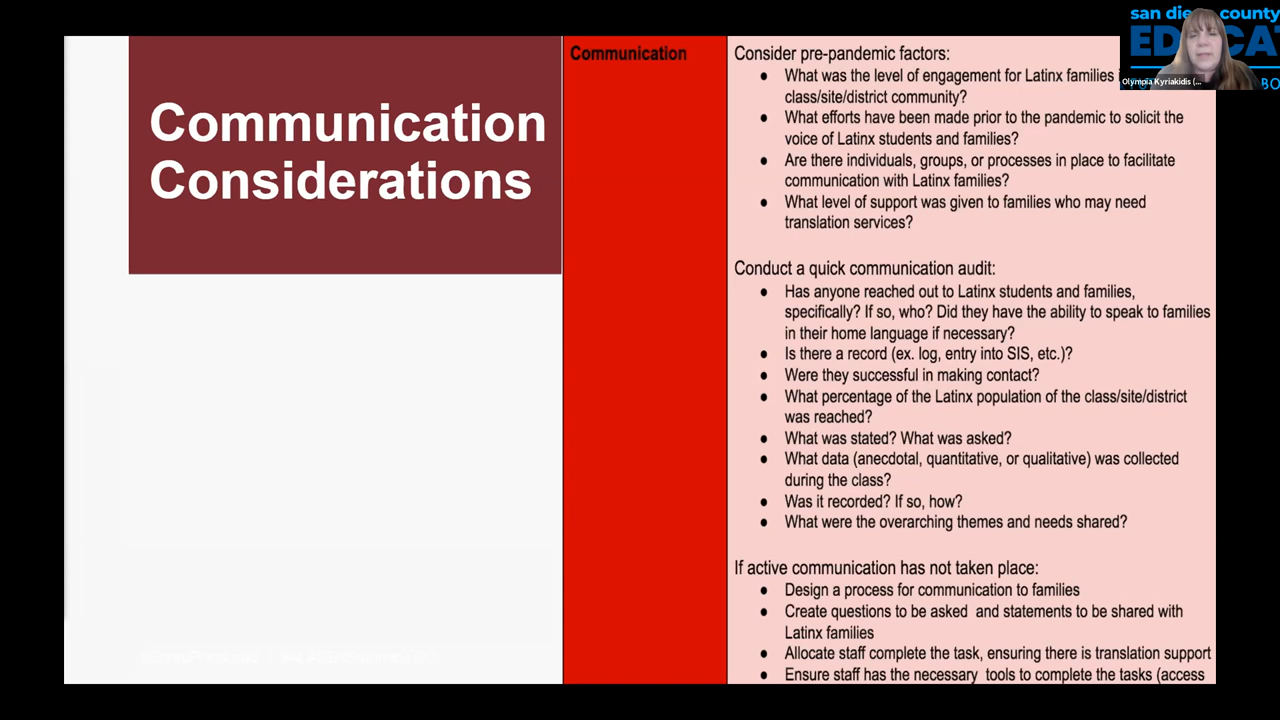 san die county
Communication
Considerations
Communication
Consider pre-pandemic factors:
● What was the level of engagement for Latinx families
class/site/district community?
● What efforts have been made prior to the pandemic to solicit the
voice of Latinx students and families?
● Are there individuals, groups, or processes in place to facilitate
communication with Latinx families?
● What level of support was given to families who may need
translation services?
Conduct a quick communication audit:
● Has anyone reached out to Latinx students and families,
specifically? If so, who? Did they have the ability to speak to families
in their home language if necessary?
● Is there a record (ex. log, entry into SIS, etc.)?
● Were they successful in making contact?
● What percentage of the Latinx population of the class/site/district
was reached?
● What was stated? What was asked?
● What data (anecdotal, quantitative, or qualitative) was collected
during the class?
● Was it recorded? If so, how?
● What were the overarching themes and needs shared?
If active communication has not taken place:
● Design a process for communication to families
● Create questions to be asked and statements to be shared with
Latinx families
● Allocate staff complete the task, ensuring there is translation support
● Ensure staff has the necessary tools to complete the tasks (access
Olympia Kyriakidis (...